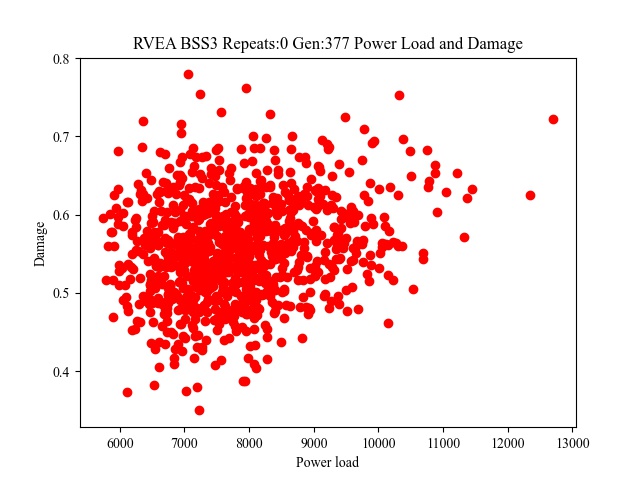 RVEA BSS3 Repeats:0 Gen:377 Power Load and Damage
0.8
0.7
0.6
0.5
0.4
Damage
6000 7000 8000 9000 10000 11000 12000 13000
Power load